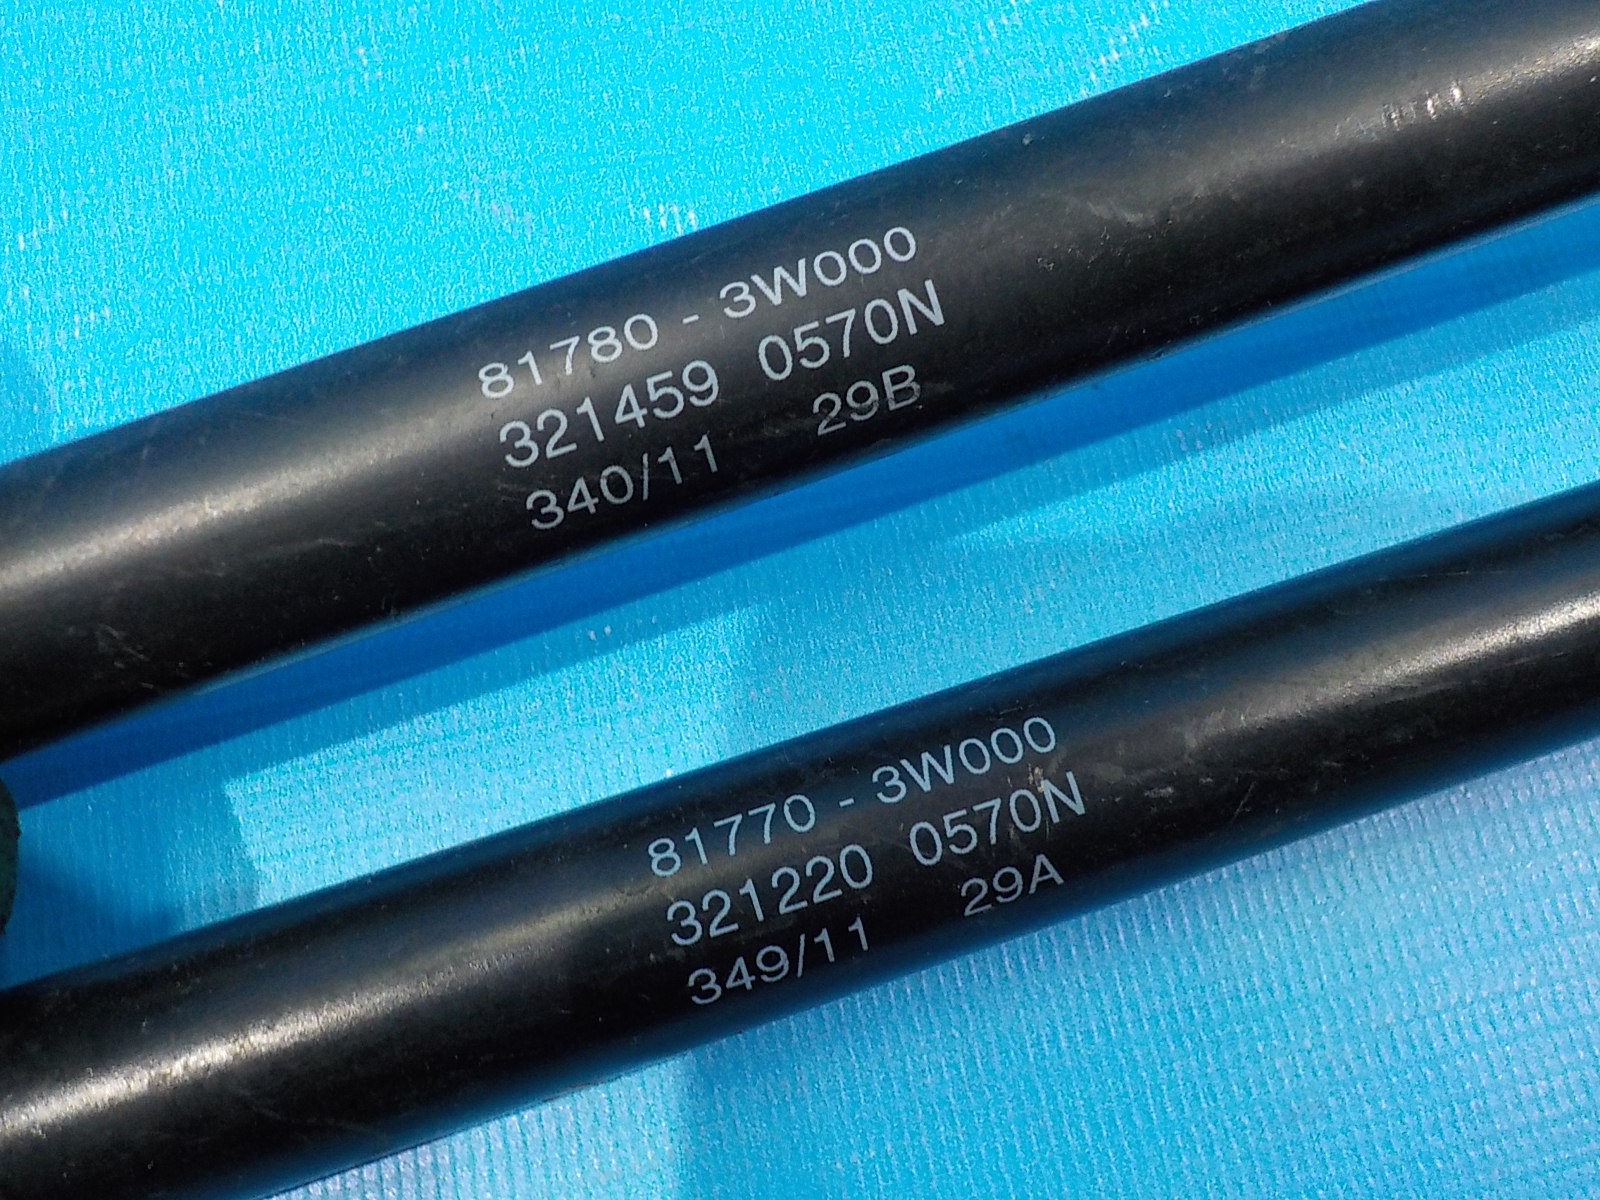 81780 - 3W000
321459 0570N
340/11 29B
81770 - 3W000
321220 0570N
349/11 29A